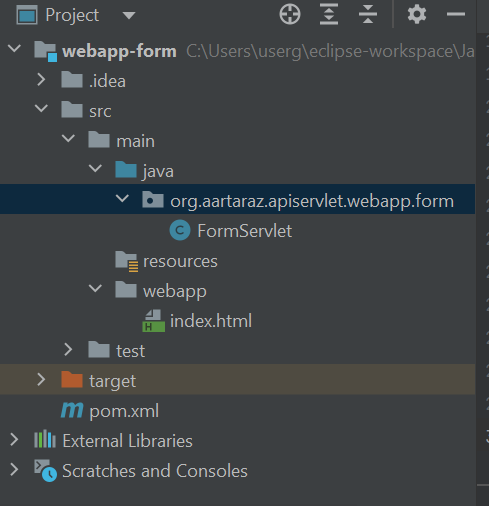 Project
webapp-form C:\Users\userg\eclipse-workspace\Ja
.idea
src
main
java
org.aartaraz.apiservlet.webapp.form
C FormServlet
resources
webapp
H index.html
test
target
m pom.xml
External Libraries
Scratches and Consoles